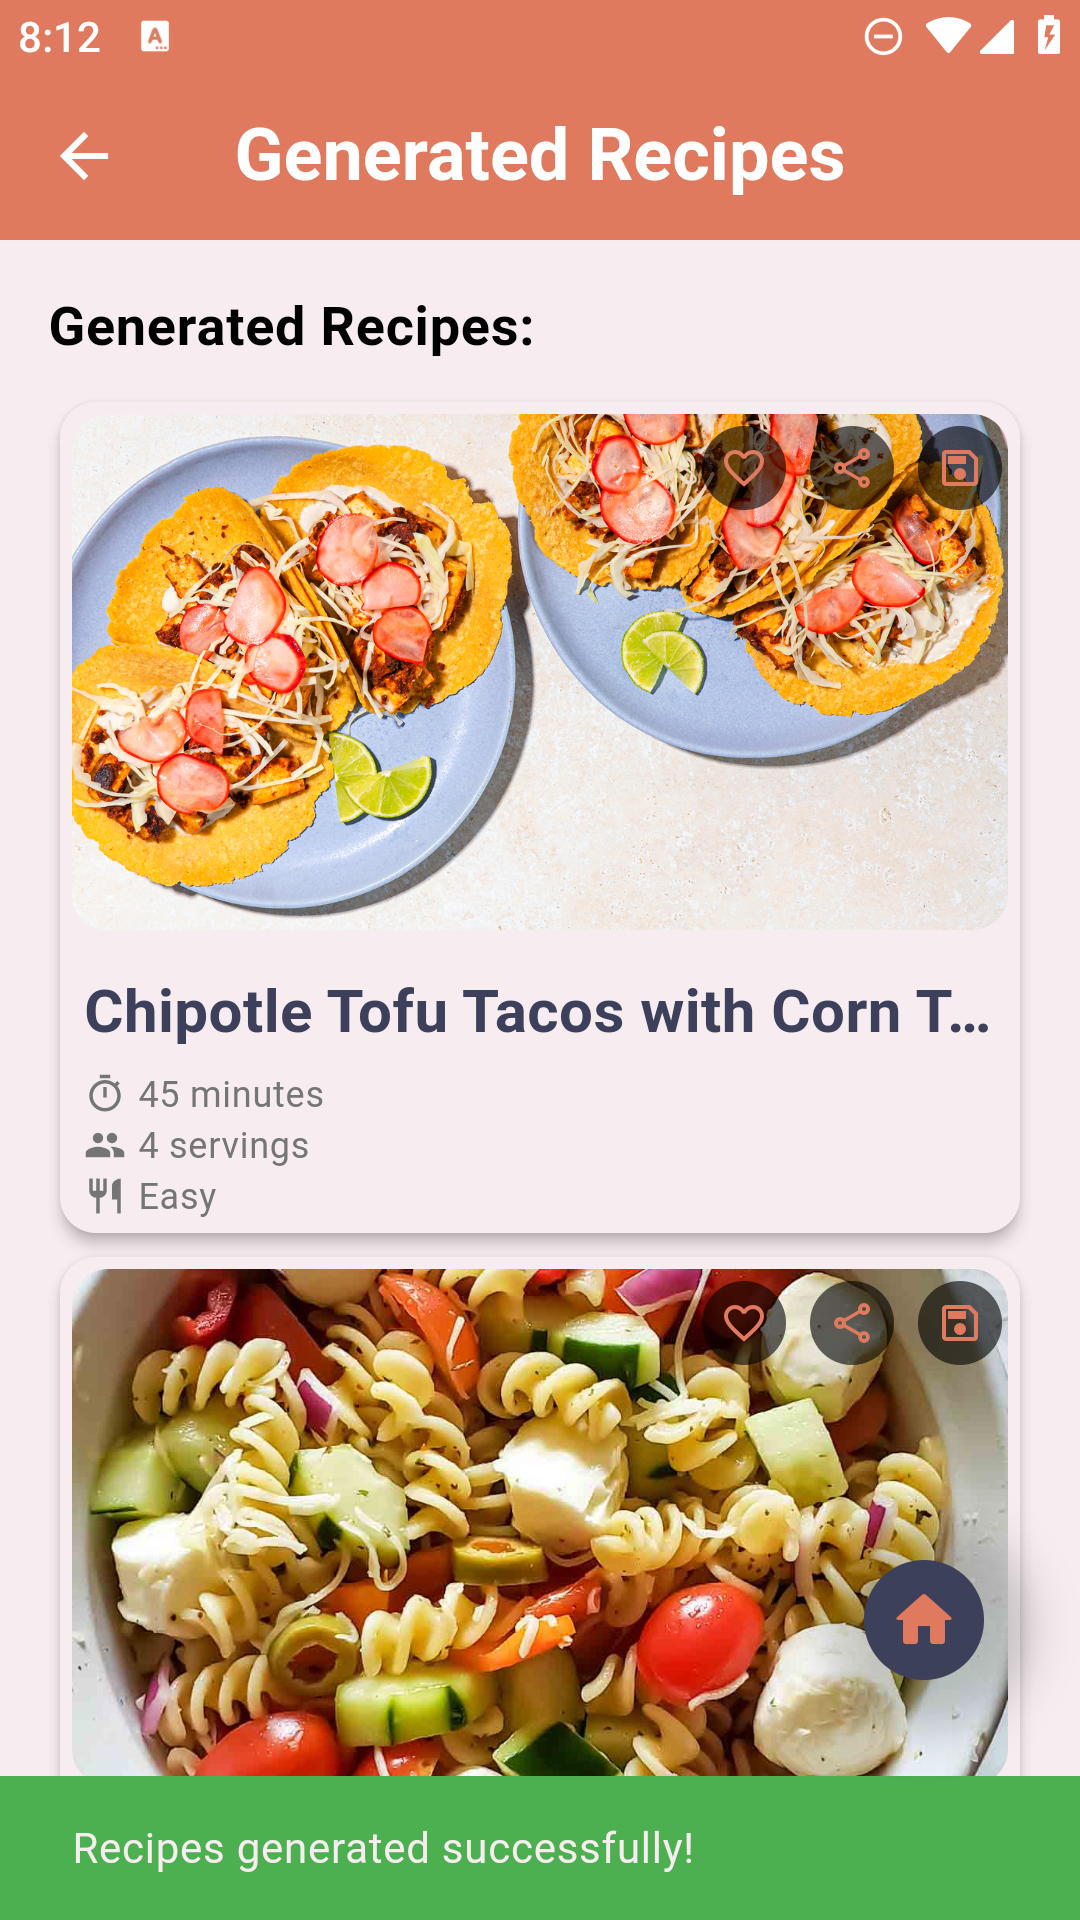 8:12
Generated Recipes
Generated Recipes:
Chipotle Tofu Tacos with Corn T...
45 minutes
4 servings
Easy
Recipes generated successfully!